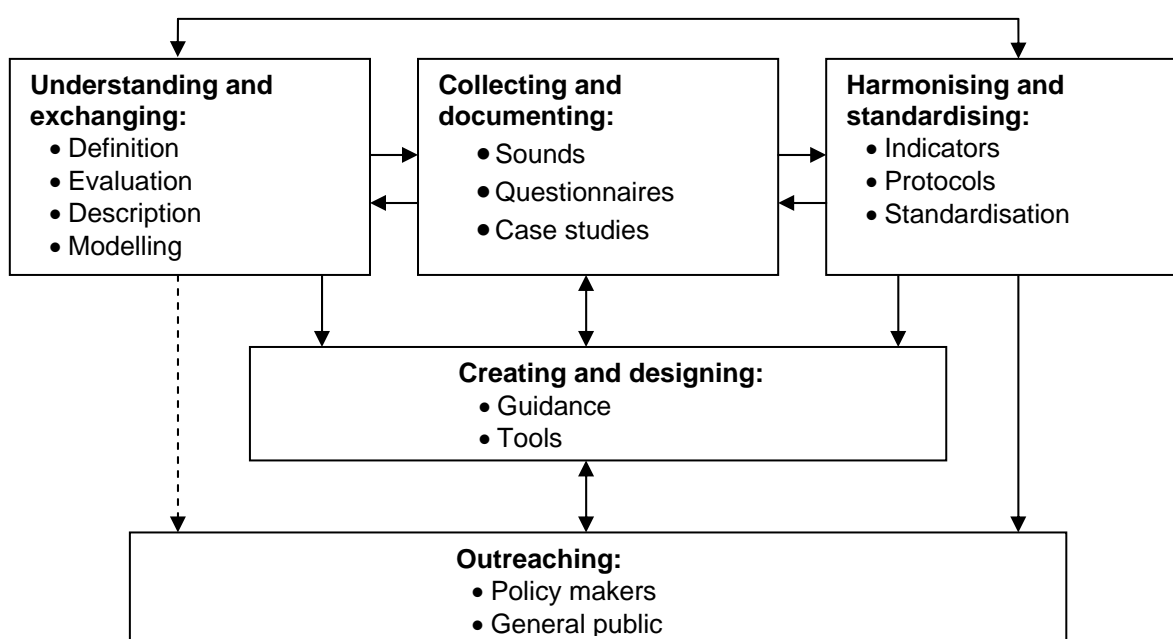 Understanding and
exchanging:
• Definition
• Evaluation
• Description
• Modelling
Collecting and
documenting:
• Sounds
• Questionnaires
• Case studies
Harmonising and
standardising:
• Indicators
• Protocols
• Standardisation
Creating and designing:
• Guidance
• Tools
Outreaching:
• Policy makers
• General public